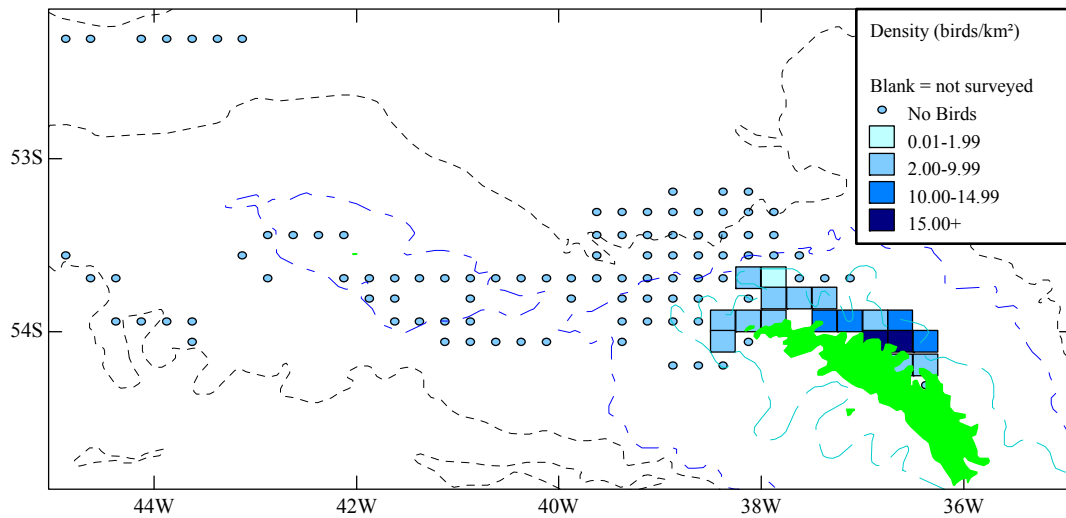 Density (birds/km²)
Blank = not surveyed
No Birds
0.01-1.99
2.00-9.99
10.00-14.99
15.00+
53S
54S
44W
42W
40W
38W
36W